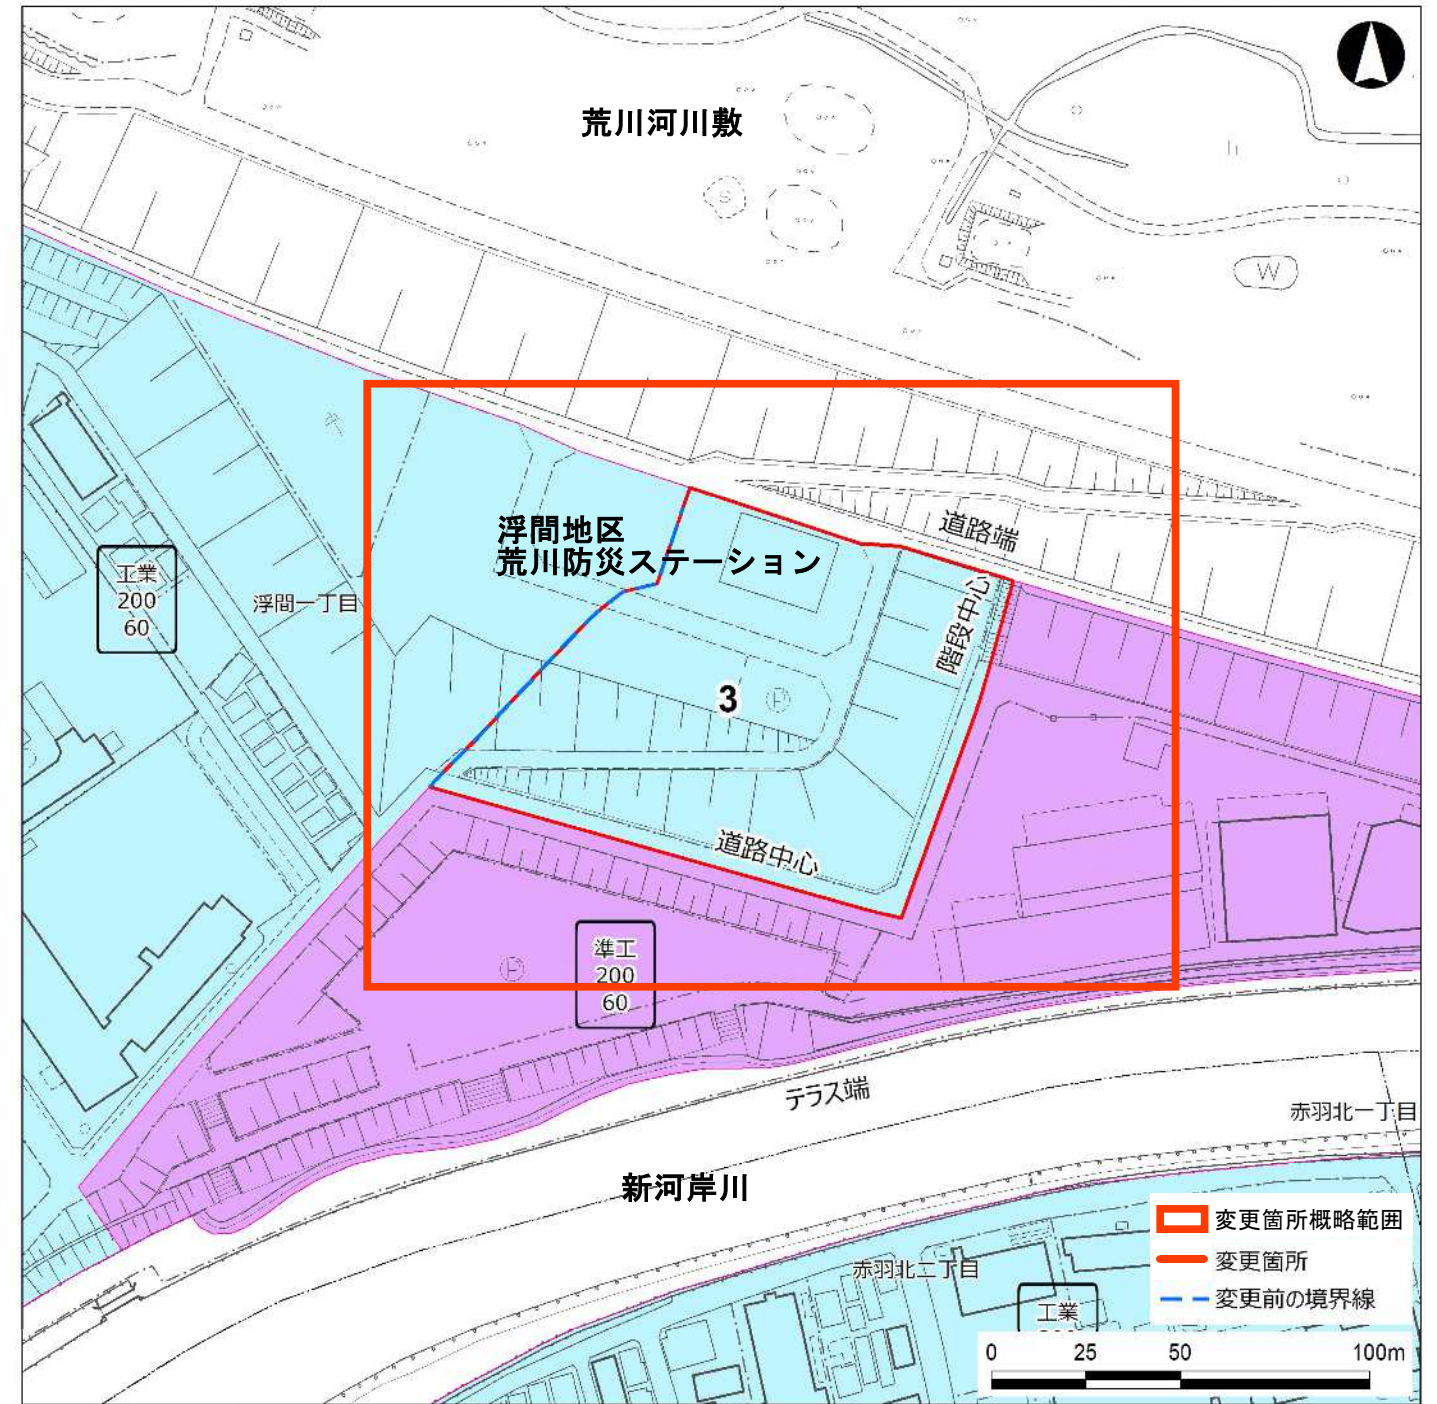 荒川河川敷
S
W
道路端
浮間地区
荒川防災ステーション
工業
200
60
浮間一丁目
階段中心
3
P
道路中心
準工
200
60
P
テラス端
赤羽北一丁目
新河岸川
赤羽北二丁目
工業
変更箇所概略範囲
変更箇所
変更前の境界線
0 25 50 100m